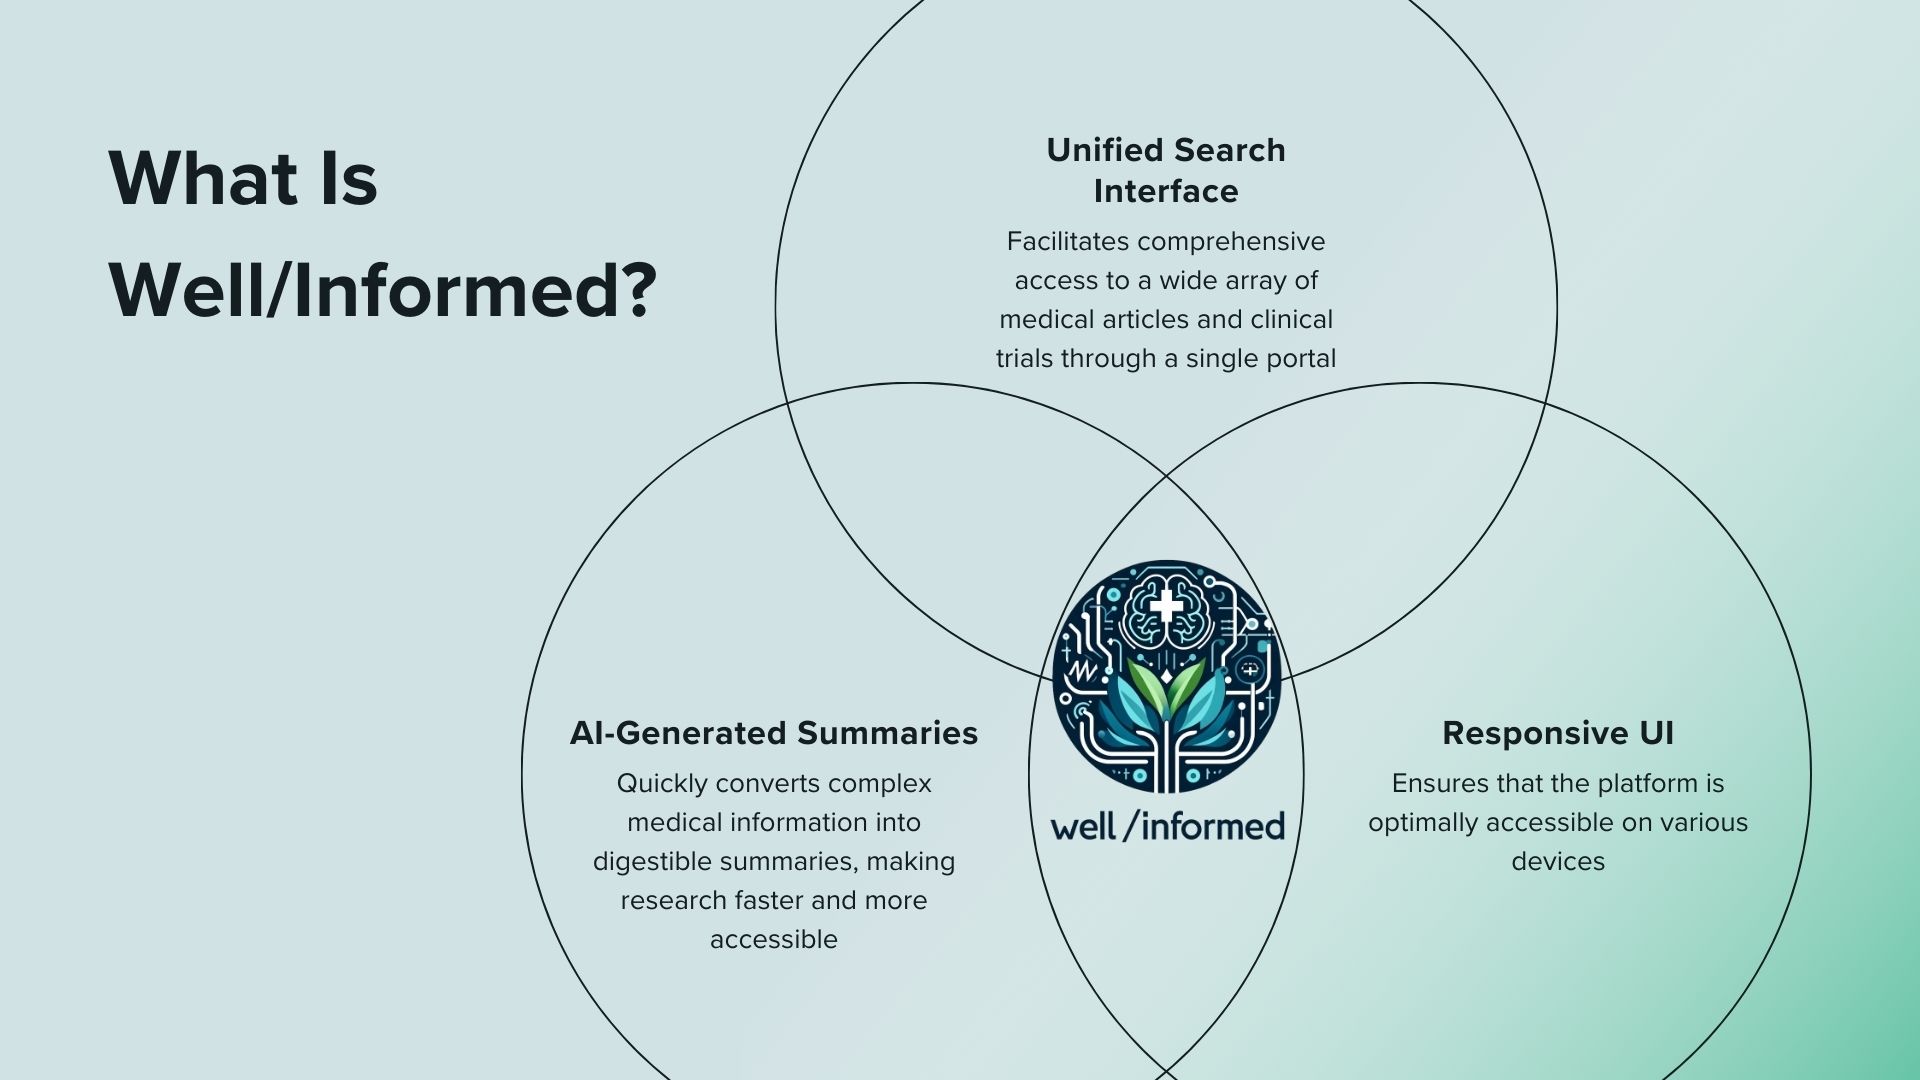 What Is
Well/Informed?
Unified Search
Interface
Facilitates comprehensive
access to a wide array of
medical articles and clinical
trials through a single portal
AI-Generated Summaries
Quickly converts complex
medical information into
digestible summaries, making
research faster and more
accessible
well/informed
Responsive UI
Ensures that the platform is
optimally accessible on various
devices